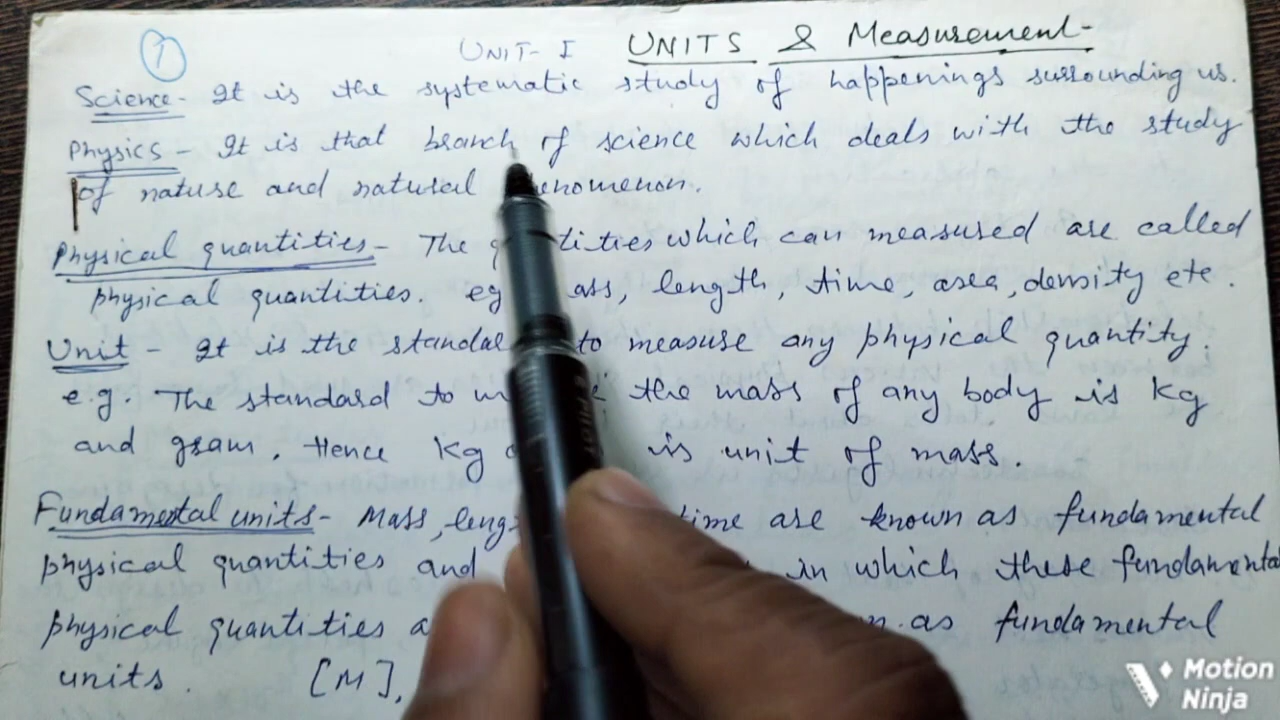 1
UNIT- I UNITS & Measurement-
Science- It is the systematic study of happenings surrounding us.
Physics - It is that branch of science which deals with the study
of nature and natural enomenon.
Physical quantities - The tities which can measured are called
physical quantities. eg ass, length, time, area, density etc.
Unit - It is the standa to measure any physical quantity.
e.g. The standard to the mass of any body is Kg
and gram. Hence Kg is unit of mass.
Fundamental units- Mass, leng time are known as fundamental
physical quantities and in which these fundamental
physical quantities as fundamental
units. [M],
Motion
Ninja